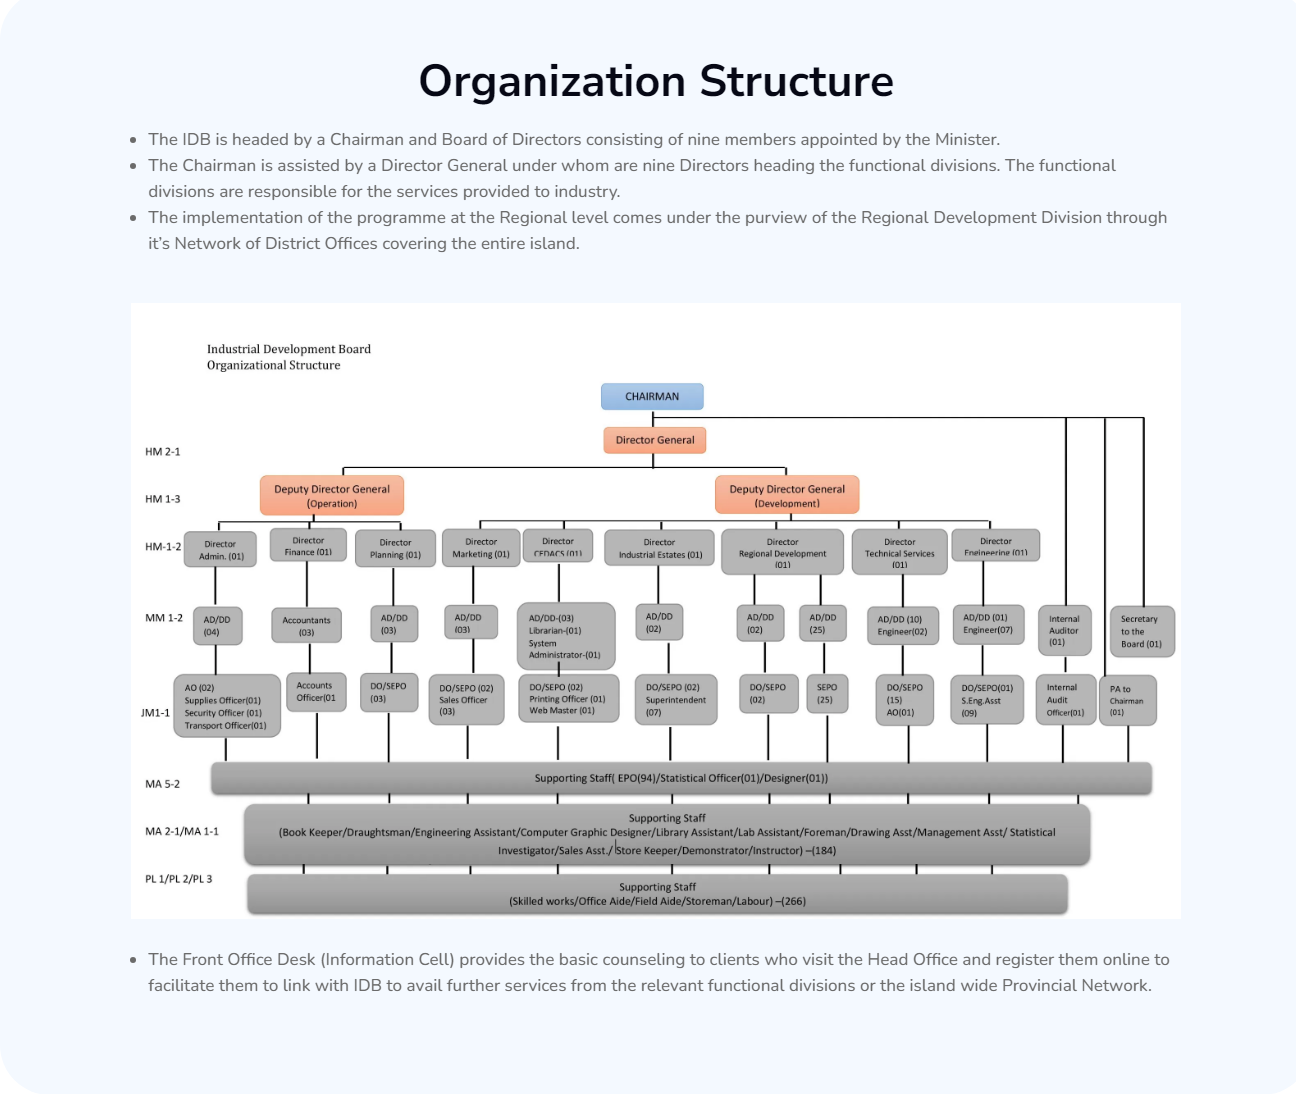 Organization Structure
The IDB is headed by a Chairman and Board of Directors consisting of nine members appointed by the Minister.
The Chairman is assisted by a Director General under whom are nine Directors heading the functional divisions. The functional
divisions are responsible for the services provided to industry.
The implementation of the programme at the Regional level comes under the purview of the Regional Development Division through
it's Network of District Offices covering the entire island.
Industrial Development Board
Organizational Structure
CHAIRMAN
Director General
HM 2-1
Deputy Director General
(Operation)
Deputy Director General
(Development)
HM 1-3
HM-1-2
Director
Admin. (01)
Director
Finance (01)
Director
Planning (01)
Director
Marketing (01)
Director
CEDACS (01)
Director
Industrial Estates (01)
Director
Regional Development
(01)
Director
Technical Services
(01)
Director
Engineering (01)
MM 1-2
AD/DD
(04)
Accountants
(03)
AD/DD
(03)
AD/DD
(03)
AD/DD-(03)
Librarian-(01)
System
Administrator-(01)
AD/DD
(02)
AD/DD
(02)
AD/DD
(25)
AD/DD (10)
Engineer(02)
AD/DD (01)
Engineer(07)
Internal
Auditor
(01)
Secretary
to the
Board (01)
JM1-1
AO (02)
Supplies Officer(01)
Security Officer (01)
Transport Officer(01)
Accounts
Officer(01
DO/SEPO
(03)
DO/SEPO (02)
Sales Officer
(03)
DO/SEPO (02)
Printing Officer (01)
Web Master (01)
DO/SEPO (02)
Superintendent
(07)
DO/SEPO
(02)
SEPO
(25)
DO/SEPO
(15)
AO(01)
DO/SEPO(01)
S.Eng.Asst
(09)
Internal
Audit
Officer(01)
PA to
Chairman
(01)
MA 5-2
Supporting Staff( EPO(94)/Statistical Officer(01)/Designer(01))
MA 2-1/MA 1-1
Supporting Staff
(Book Keeper/Draughtsman/Engineering Assistant/Computer Graphic Designer/Library Assistant/Lab Assistant/Foreman/Drawing Asst/Management Asst/ Statistical
Investigator/Sales Asst./ Store Keeper/Demonstrator/Instructor) –(184)
PL 1/PL 2/PL 3
Supporting Staff
(Skilled works/Office Aide/Field Aide/Storeman/Labour) –(266)
The Front Office Desk (Information Cell) provides the basic counseling to clients who visit the Head Office and register them online to
facilitate them to link with IDB to avail further services from the relevant functional divisions or the island wide Provincial Network.